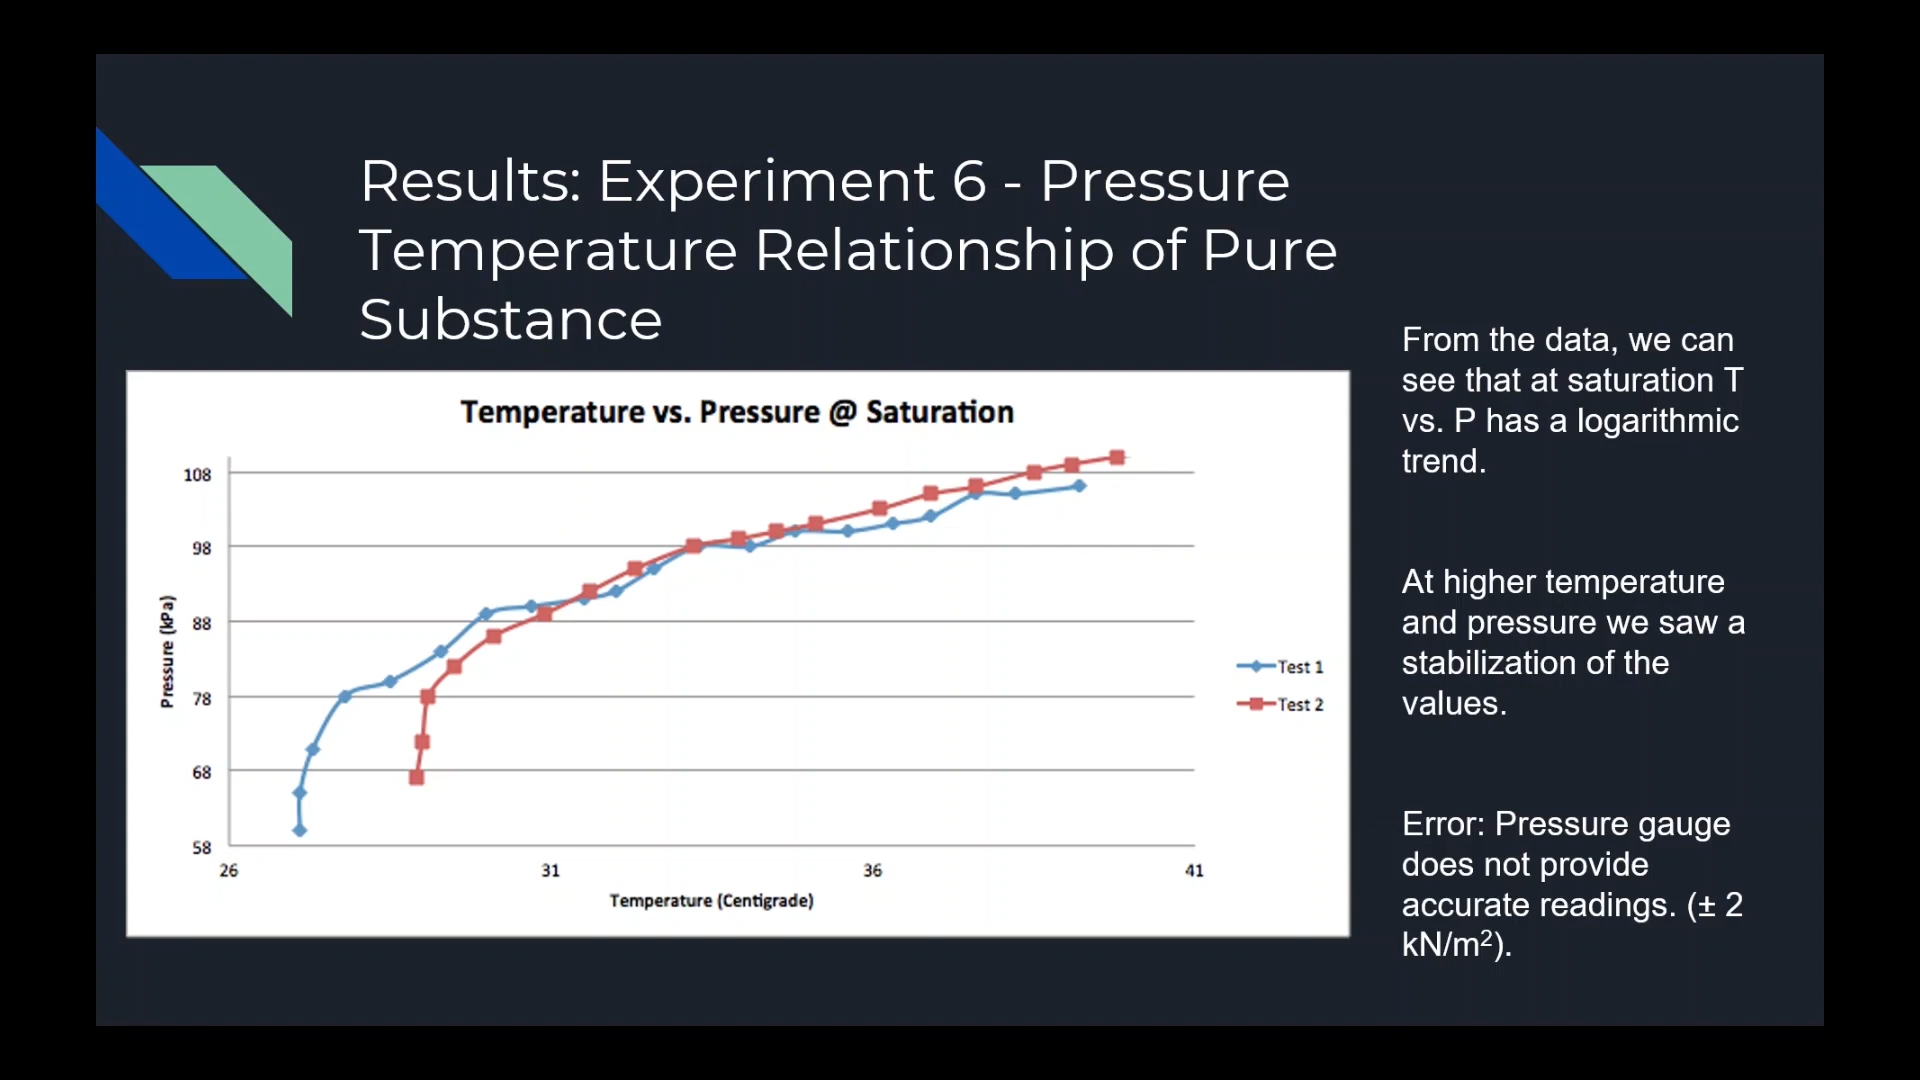 Results: Experiment 6 - Pressure
Temperature Relationship of Pure
Substance
Temperature vs. Pressure @ Saturation
108
98
88
78
68
58
Pressure (kPa)
26 31 36 41
Temperature (Centigrade)
Test 1
Test 2
From the data, we can
see that at saturation T
vs. P has a logarithmic
trend.
At higher temperature
and pressure we saw a
stabilization of the
values.
Error: Pressure gauge
does not provide
accurate readings. (± 2
kN/m²).